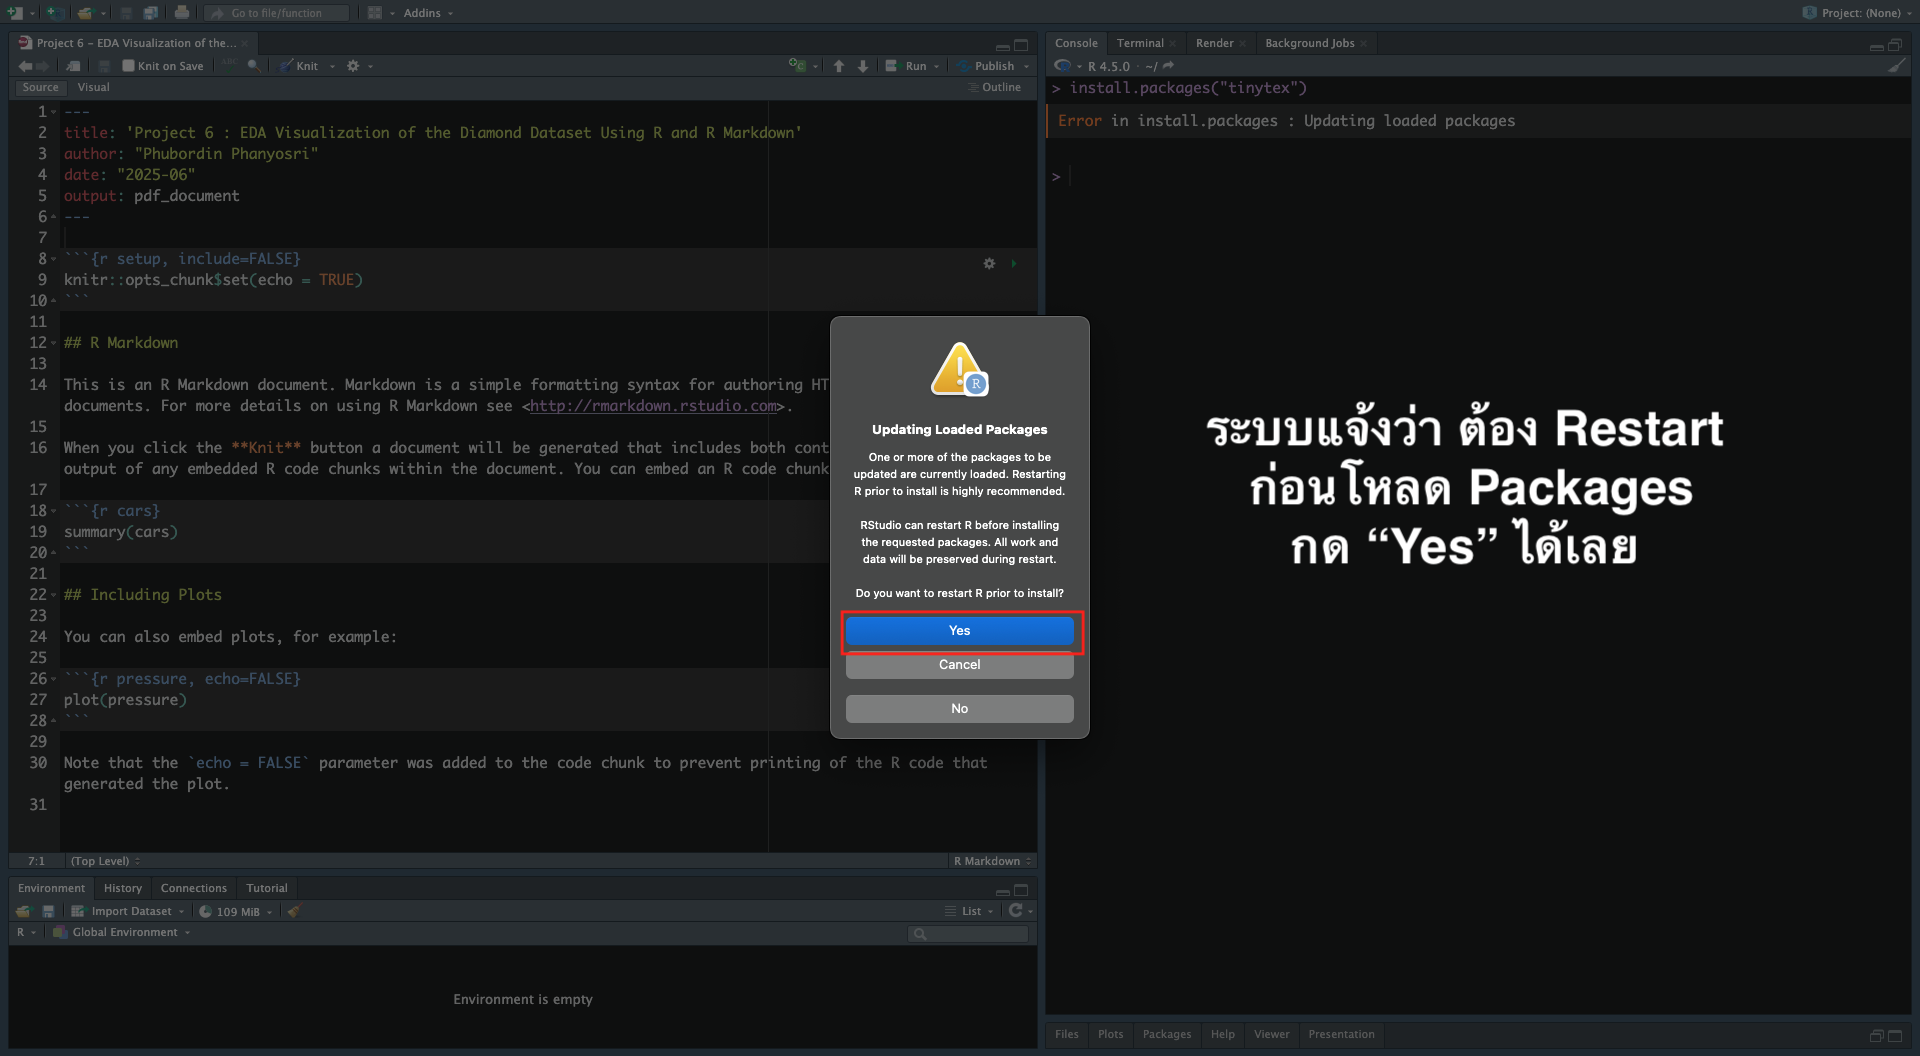 Go to file/function
Addins
Project: (None)
Project 6 – EDA Visualization of the...
Knit on Save
ABC
Knit
Run
Publish
Source
Visual
Outline
1 ---
2 title: 'Project 6 : EDA Visualization of the Diamond Dataset Using R and R Markdown'
3 author: "Phubordin Phanyosri"
4 date: "2025-06"
5 output: pdf_document
6 ---
7
8 ```{r setup, include=FALSE}
9 knitr::opts_chunk$set(echo = TRUE)
10 ```
11
12 ## R Markdown
13
14 This is an R Markdown document. Markdown is a simple formatting syntax for authoring HT
documents. For more details on using R Markdown see <http://rmarkdown.rstudio.com>.
15
16 When you click the **Knit** button a document will be generated that includes both cont
output of any embedded R code chunks within the document. You can embed an R code chunk
17
18 ```{r cars}
19 summary(cars)
20 ```
21
22 ## Including Plots
23
24 You can also embed plots, for example:
25
26 ```{r pressure, echo=FALSE}
27 plot(pressure)
28 ```
29
30 Note that the `echo = FALSE` parameter was added to the code chunk to prevent printing of the R code that
generated the plot.
31
7:1
(Top Level)
R Markdown
Environment
History
Connections
Tutorial
Import Dataset
109 MiB
List
R
Global Environment
Environment is empty
Console
Terminal
Render
Background Jobs
R 4.5.0 · ~/
> install.packages("tinytex")
Error in install.packages : Updating loaded packages
>
R
Updating Loaded Packages
One or more of the packages to be
updated are currently loaded. Restarting
R prior to install is highly recommended.
RStudio can restart R before installing
the requested packages. All work and
data will be preserved during restart.
Do you want to restart R prior to install?
Yes
Cancel
No
ระบบแจ้งว่า ต้อง Restart
ก่อนโหลด Packages
กด “Yes” ได้เลย
Files
Plots
Packages
Help
Viewer
Presentation